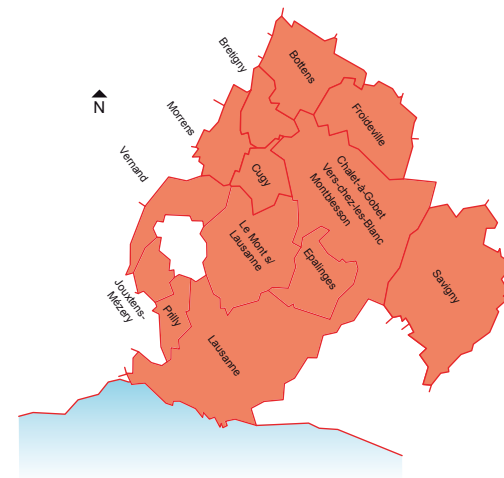 Bretigny
Bottens
N
Morrens
Froideville
Vernand
Cugy
Chalet-à-Gobet
Vers-chez-les-Blanc
Montblesson
Le Mont s/
Lausanne
Epalinges
Savigny
Jouxtens-
Mézery
Prilly
Lausanne